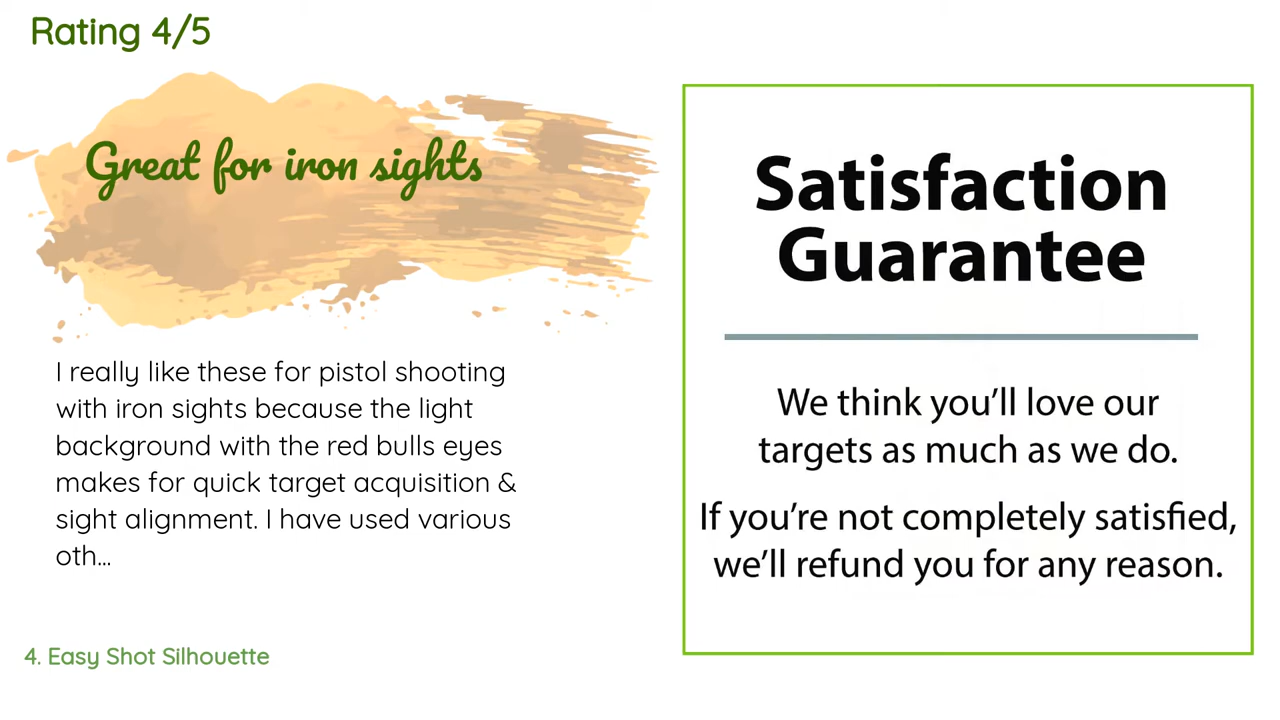 Rating 4/5
Great for iron sights
I really like these for pistol shooting
with iron sights because the light
background with the red bulls eyes
makes for quick target acquisition &
sight alignment. I have used various
oth...
4. Easy Shot Silhouette
Satisfaction
Guarantee
We think you’ll love our
targets as much as we do.
If you’re not completely satisfied,
we’ll refund you for any reason.